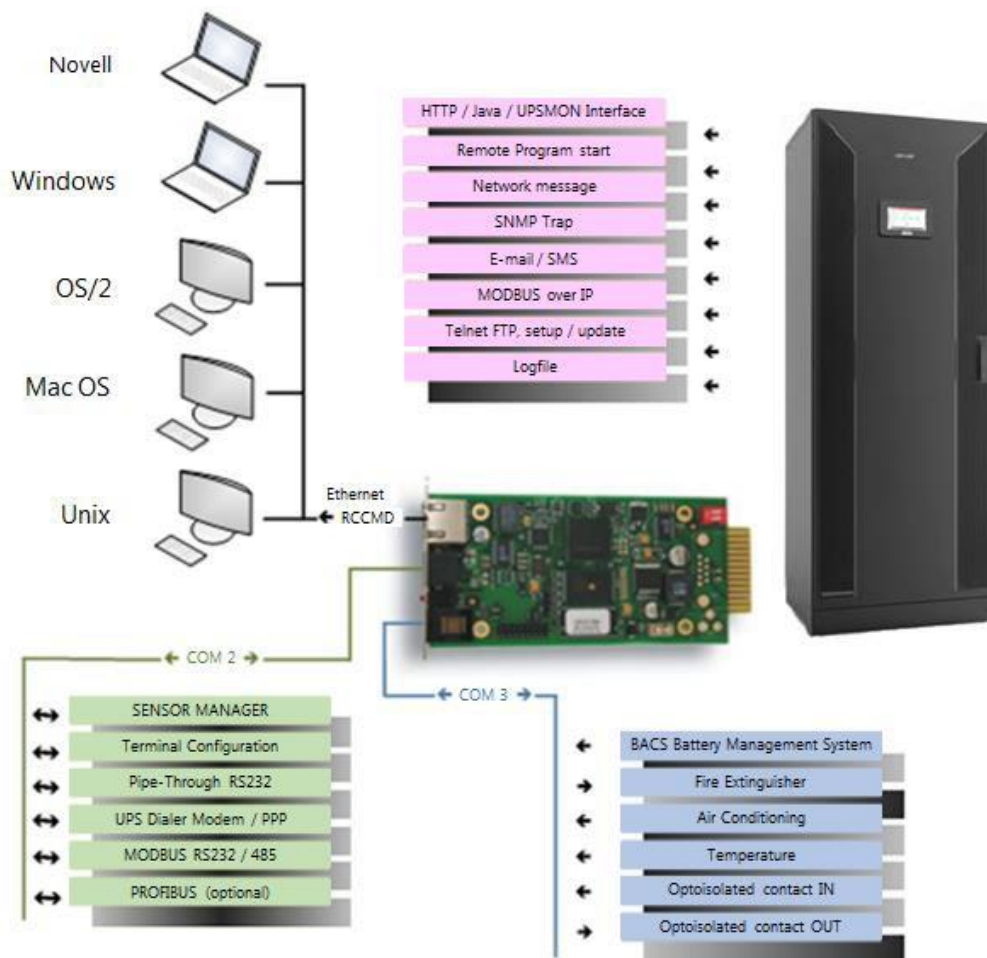 Novell
Windows
OS/2
Mac OS
Unix
HTTP / Java / UPSMON Interface
Remote Program start
Network message
SNMP Trap
E-mail / SMS
MODBUS over IP
Telnet FTP, setup / update
Logfile
Ethernet
RCCMD
COM 2
SENSOR MANAGER
Terminal Configuration
Pipe-Through RS232
UPS Dialer Modem / PPP
MODBUS RS232 / 485
PROFIBUS (optional)
COM 3
BACS Battery Management System
Fire Extinguisher
Air Conditioning
Temperature
Optoisolated contact IN
Optoisolated contact OUT